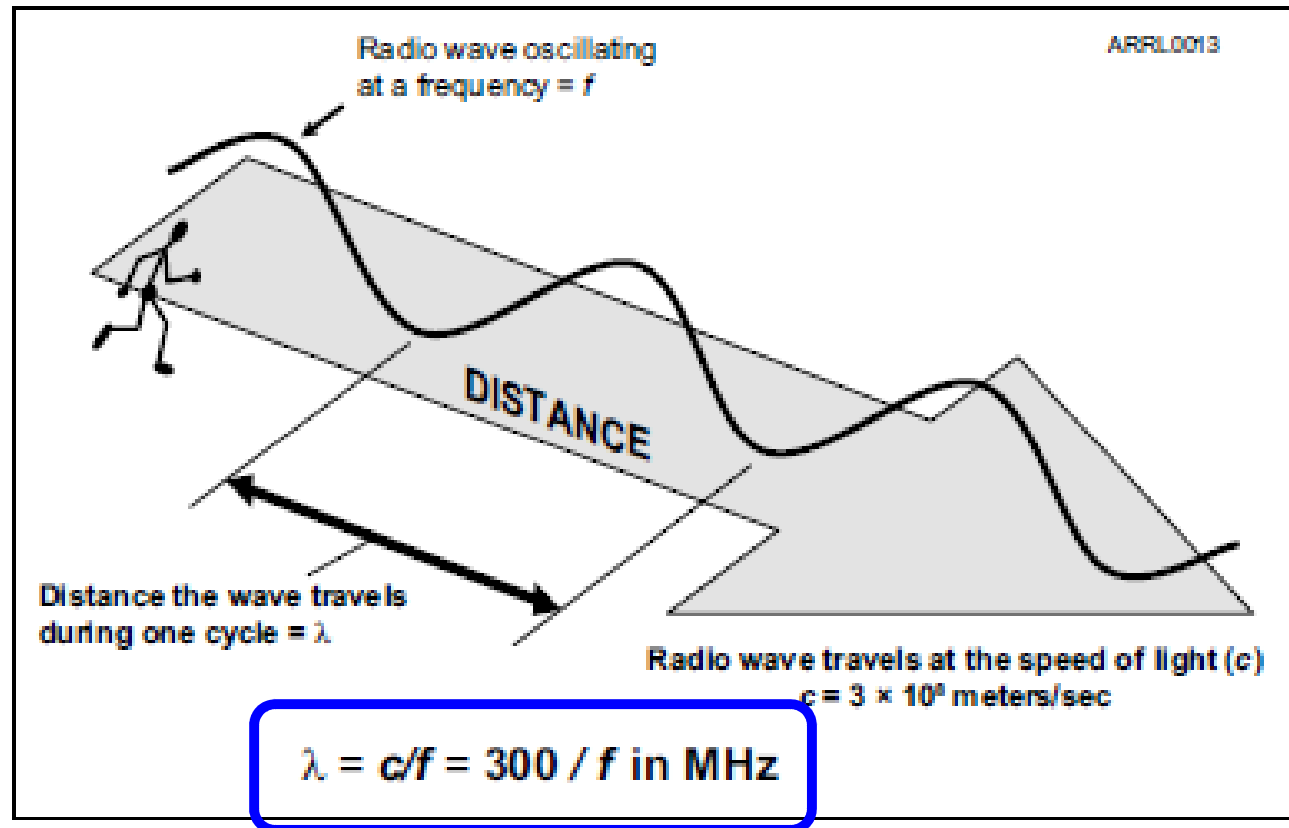 Radio wave oscillating
at a frequency = f
ARRL0013
DISTANCE
Distance the wave travels
during one cycle = λ
Radio wave travels at the speed of light (c)
c = 3 × 10⁸ meters/sec
λ = c/f = 300 / f in MHz